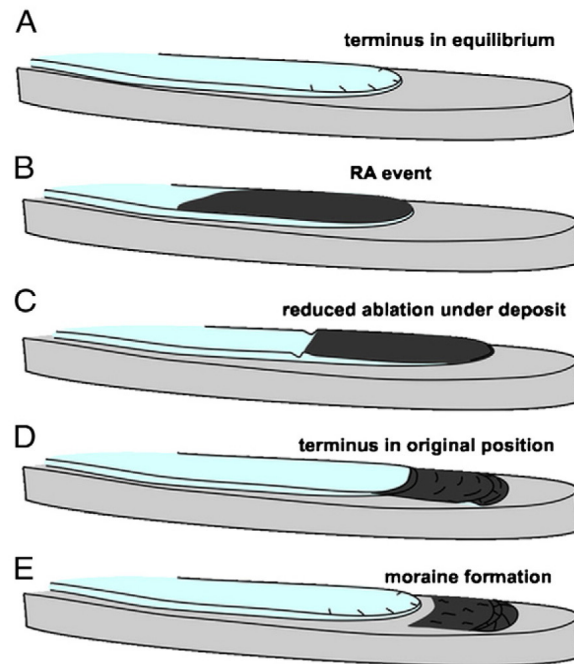 A
terminus in equilibrium
B
RA event
C
reduced ablation under deposit
D
terminus in original position
E
moraine formation